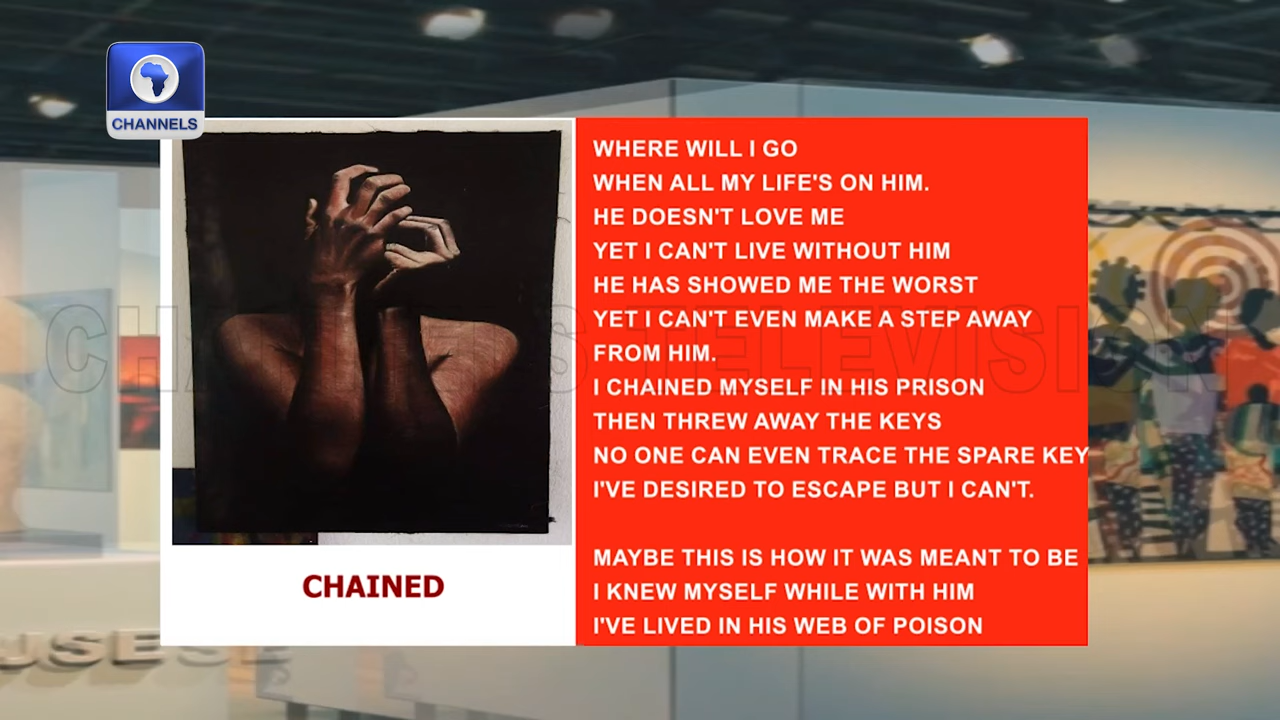 CHANNELS
WHERE WILL I GO
WHEN ALL MY LIFE'S ON HIM.
HE DOESN'T LOVE ME
YET I CAN'T LIVE WITHOUT HIM
HE HAS SHOWED ME THE WORST
YET I CAN'T EVEN MAKE A STEP AWAY
FROM HIM.
I CHAINED MYSELF IN HIS PRISON
THEN THREW AWAY THE KEYS
NO ONE CAN EVEN TRACE THE SPARE KEY
I'VE DESIRED TO ESCAPE BUT I CAN'T.
MAYBE THIS IS HOW IT WAS MEANT TO BE
I KNEW MYSELF WHILE WITH HIM
I'VE LIVED IN HIS WEB OF POISON
CHAINED
CHANNELS TELEVISION